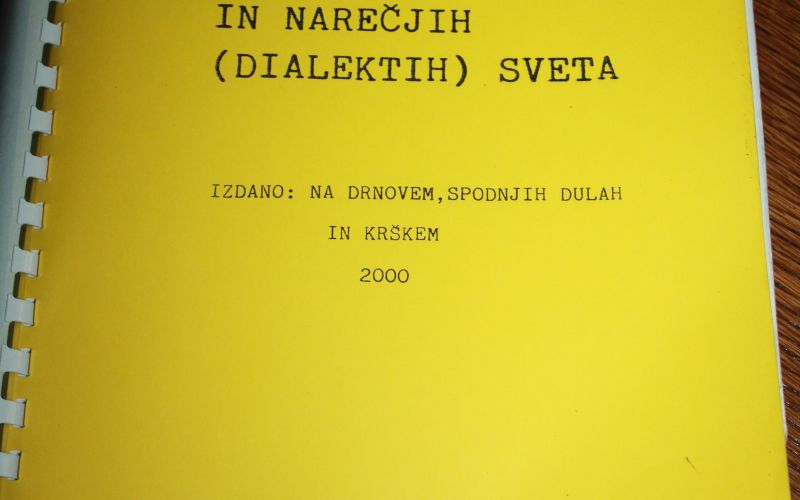 IN NAREČJIH
(DIALEKTIH) SVETA
IZDANO: NA DRNOVEM,SPODNJIH DULAH
IN KRŠKEM
2000